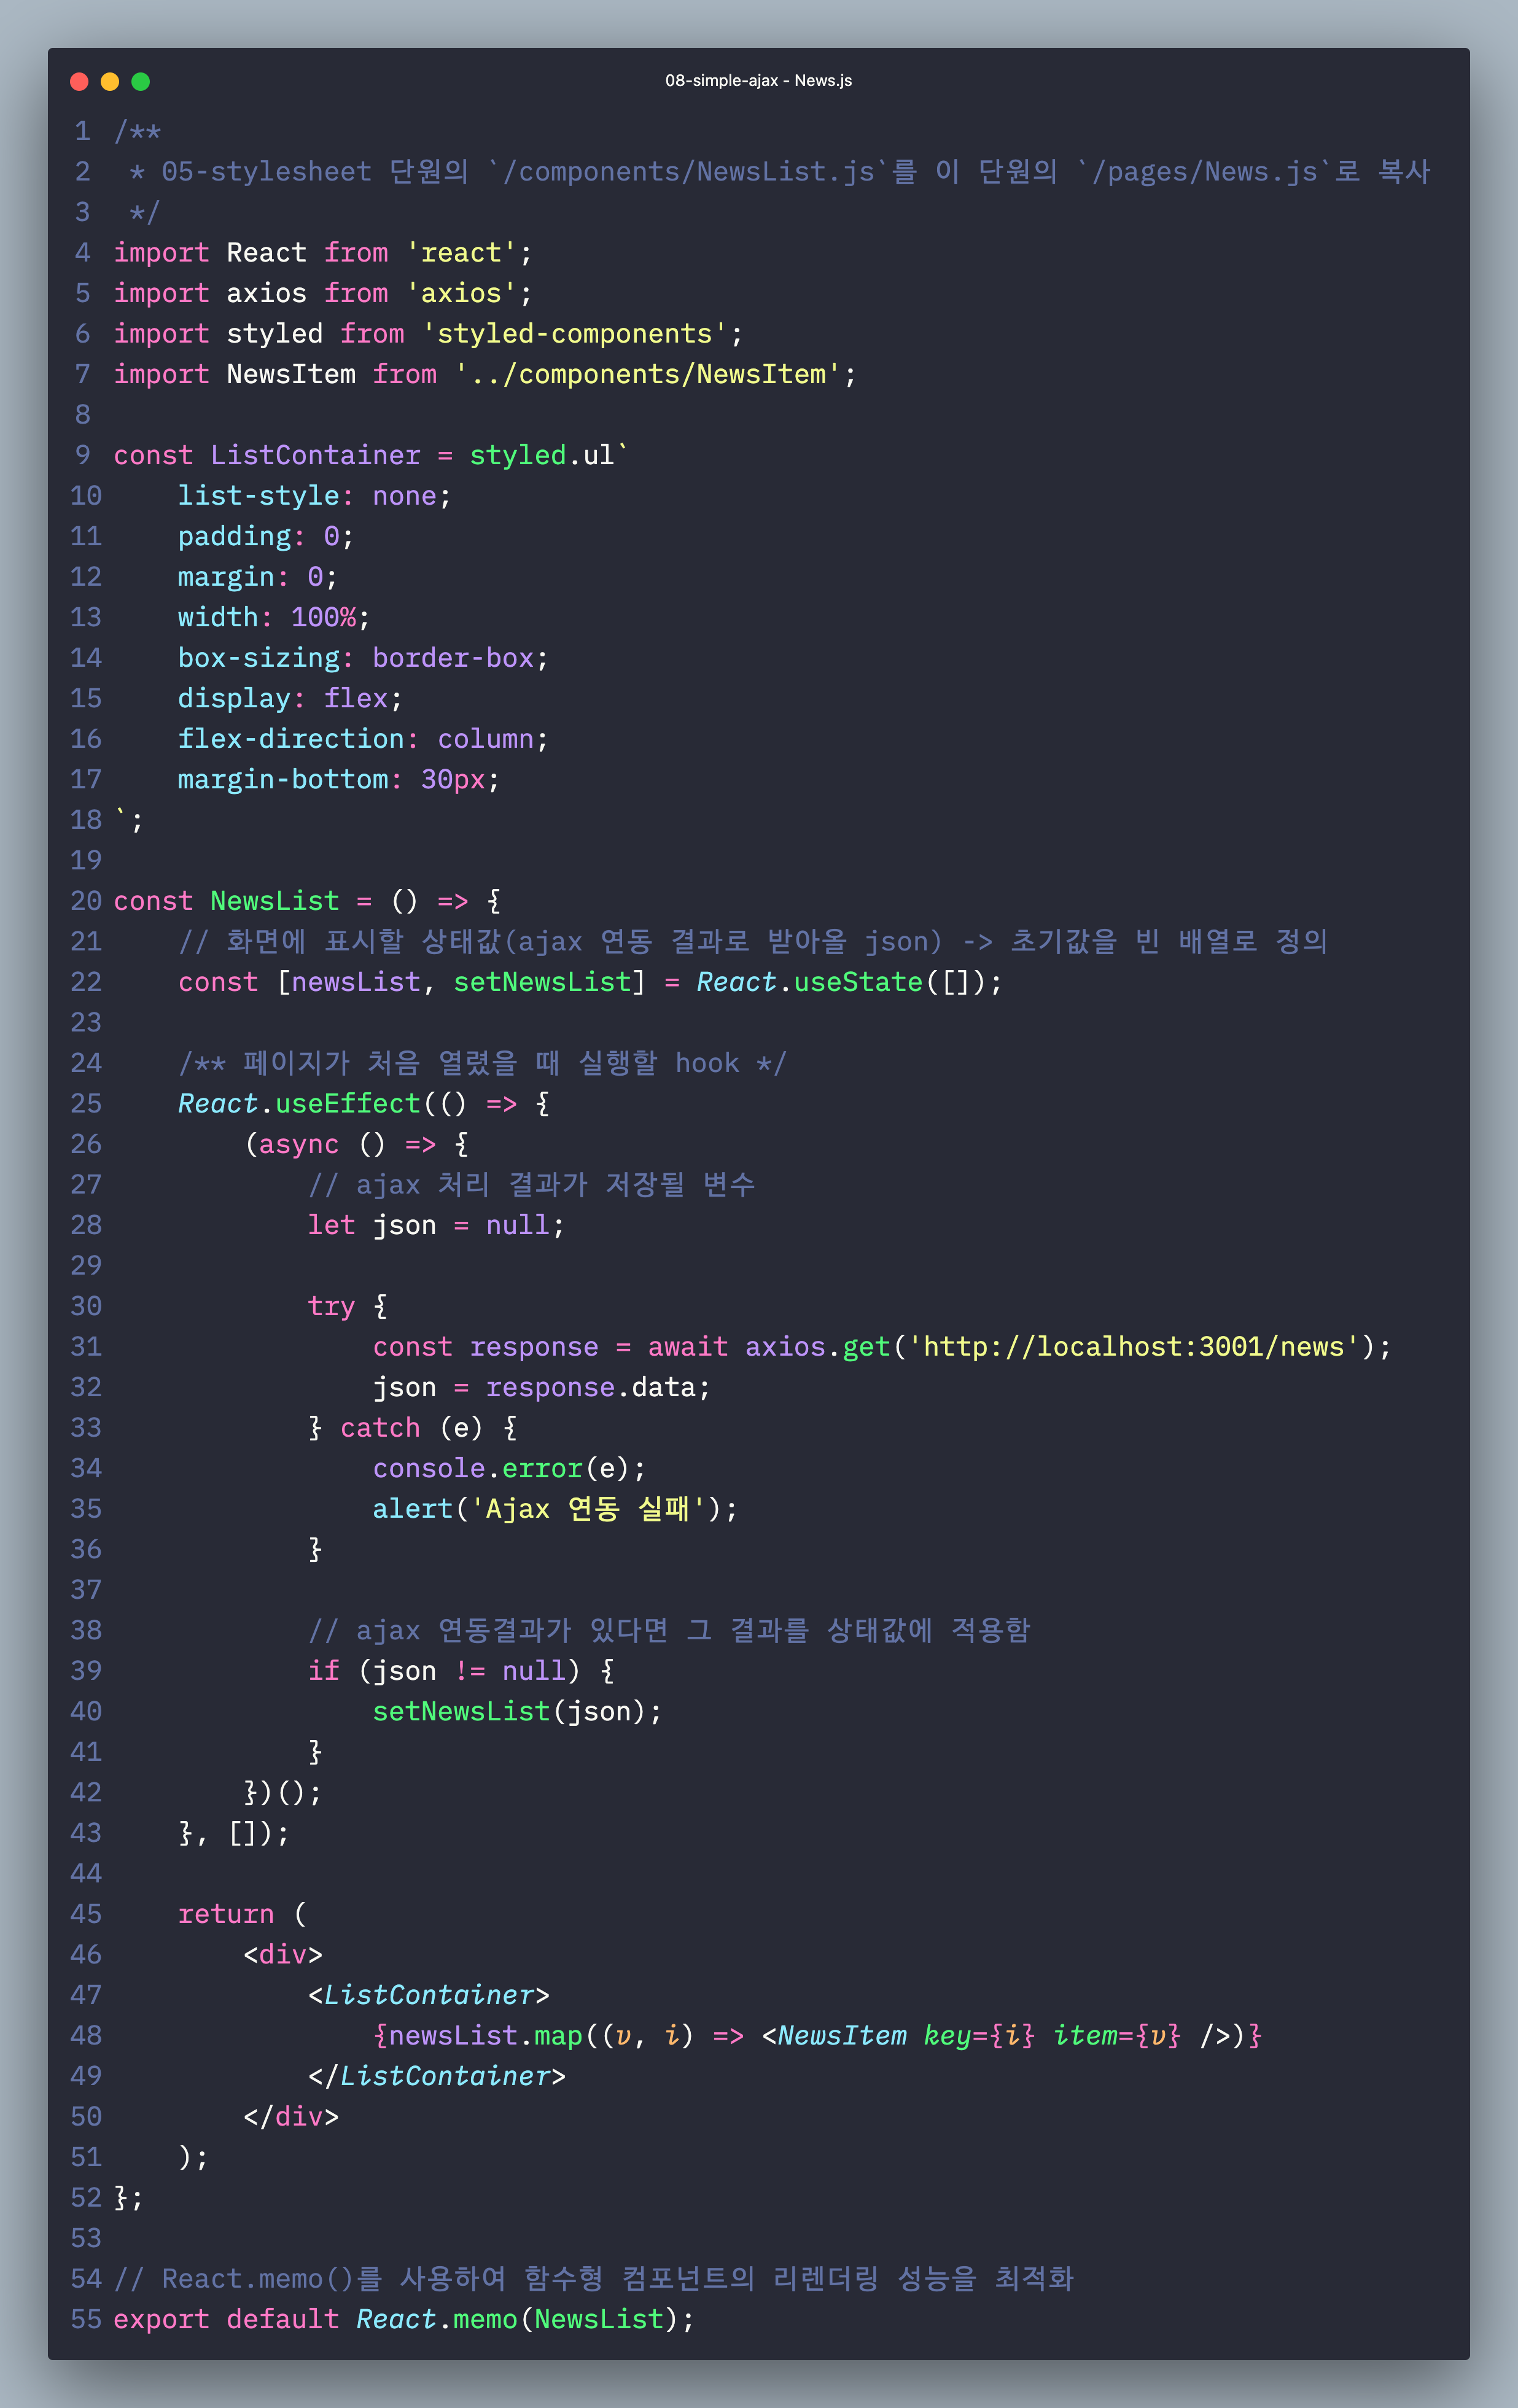 08-simple-ajax - News.js
1 /**
2  * 05-stylesheet 단원의 `/components/NewsList.js`를 이 단원의 `/pages/News.js`로 복사
3  */
4 import React from 'react';
5 import axios from 'axios';
6 import styled from 'styled-components';
7 import NewsItem from '../components/NewsItem';
8
9 const ListContainer = styled.ul`
10     list-style: none;
11     padding: 0;
12     margin: 0;
13     width: 100%;
14     box-sizing: border-box;
15     display: flex;
16     flex-direction: column;
17     margin-bottom: 30px;
18 `;
19
20 const NewsList = () => {
21     // 화면에 표시할 상태값(ajax 연동 결과로 받아올 json) -> 초기값을 빈 배열로 정의
22     const [newsList, setNewsList] = React.useState([]);
23
24     /** 페이지가 처음 열렸을 때 실행할 hook */
25     React.useEffect(() => {
26         (async () => {
27             // ajax 처리 결과가 저장될 변수
28             let json = null;
29
30             try {
31                 const response = await axios.get('http://localhost:3001/news');
32                 json = response.data;
33             } catch (e) {
34                 console.error(e);
35                 alert('Ajax 연동 실패');
36             }
37
38             // ajax 연동결과가 있다면 그 결과를 상태값에 적용함
39             if (json != null) {
40                 setNewsList(json);
41             }
42         })();
43     }, []);
44
45     return (
46         <div>
47             <ListContainer>
48                 {newsList.map((v, i) => <NewsItem key={i} item={v} />)}
49             </ListContainer>
50         </div>
51     );
52 };
53
54 // React.memo()를 사용하여 함수형 컴포넌트의 리렌더링 성능을 최적화
55 export default React.memo(NewsList);